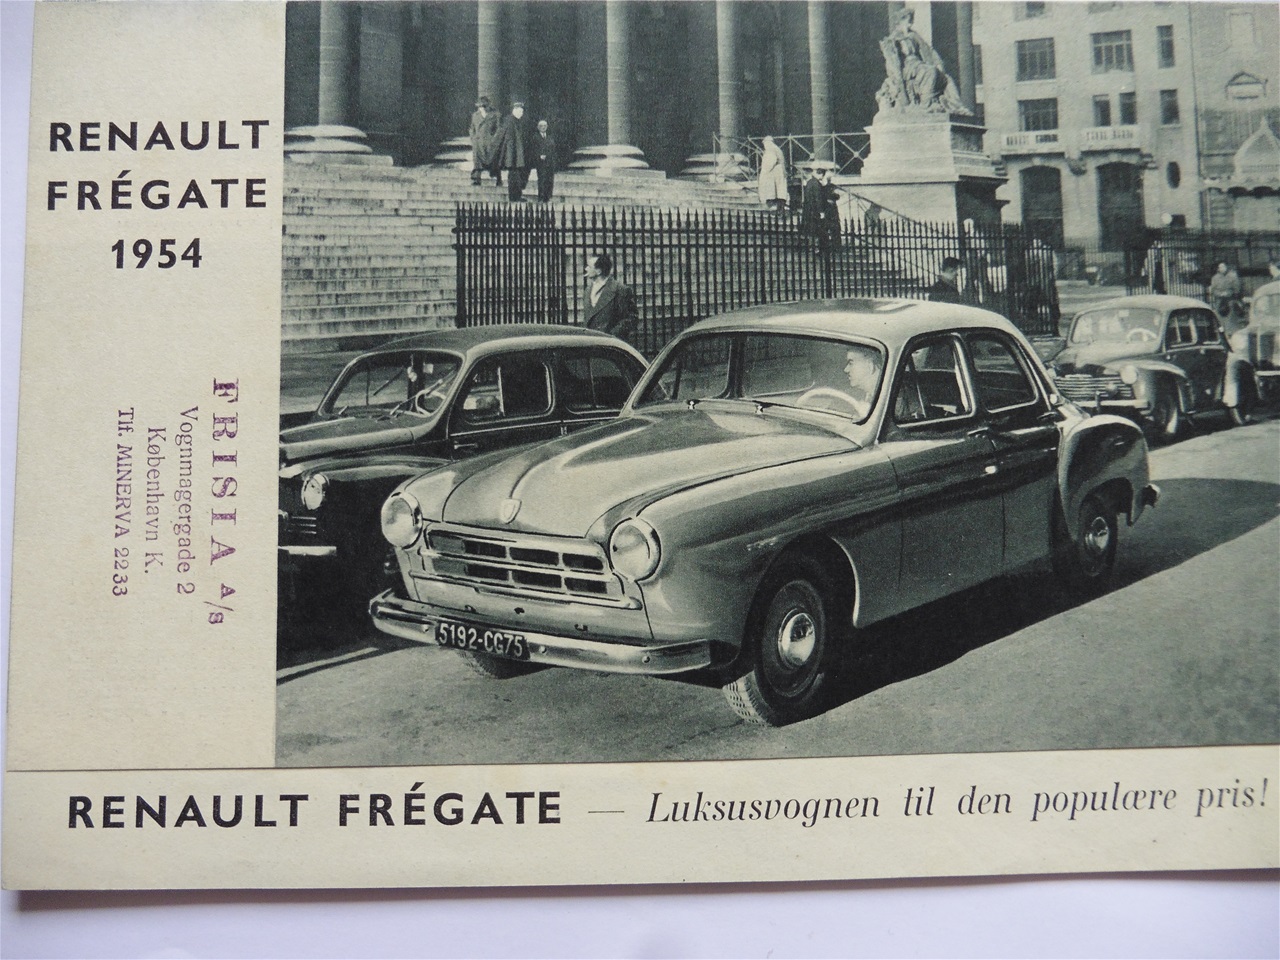 RENAULT
FRÉGATE
1954
FRISIA A/S
Vognmagergade 2
København K.
Tlf. MINERVA 2233
5192-CG75
RENAULT FRÉGATE — Luksusvognen til den populære pris!